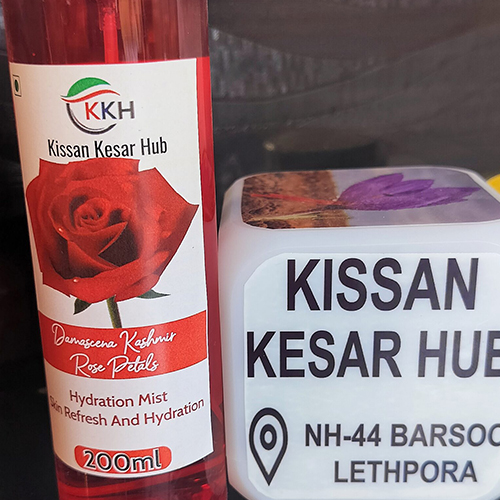 KKH
Kissan Kesar Hub
Damascena Kashmir
Rose Petals
Hydration Mist
Skin Refresh And Hydration
200ml
KISSAN
KESAR HUB
NH-44 BARSOO
LETHPORA